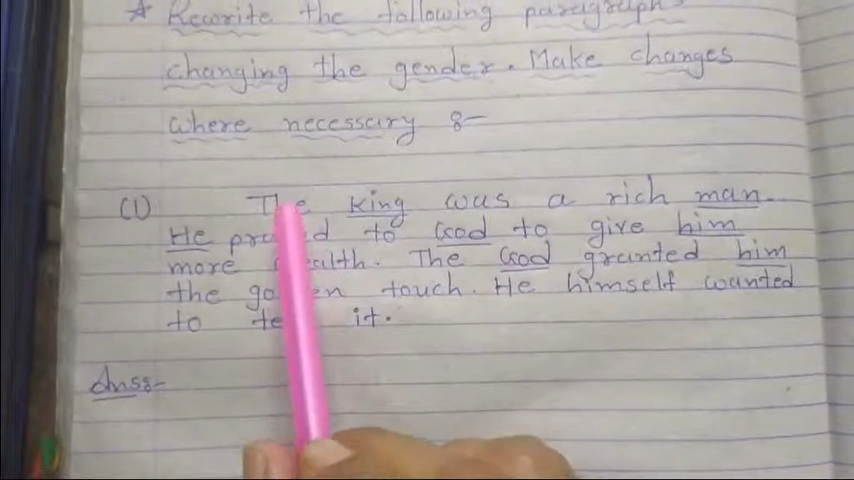 * Rewrite the following paragraph
changing the gender. Make changes
where necessary :-
(1) The king was a rich man.
He to God to give him
more. The God granted him
the touch. He himself wanted
to it.
Ans:-